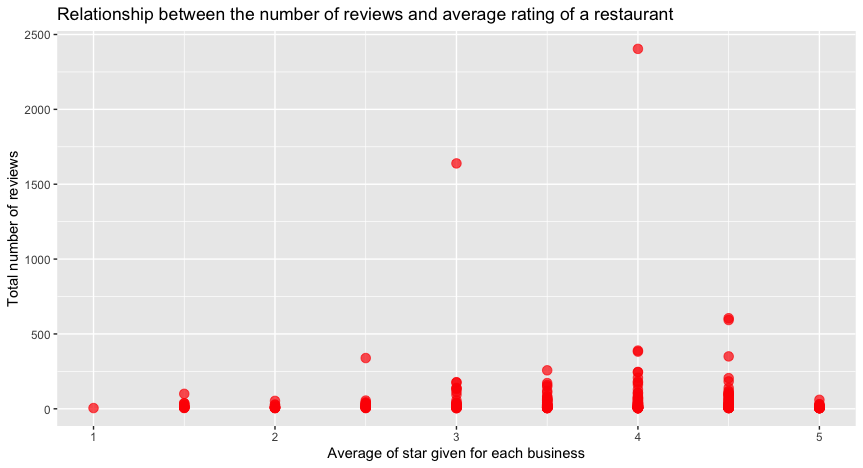 Relationship between the number of reviews and average rating of a restaurant
2500
2000
1500
1000
500
0
Total number of reviews
1 2 3 4 5
Average of star given for each business